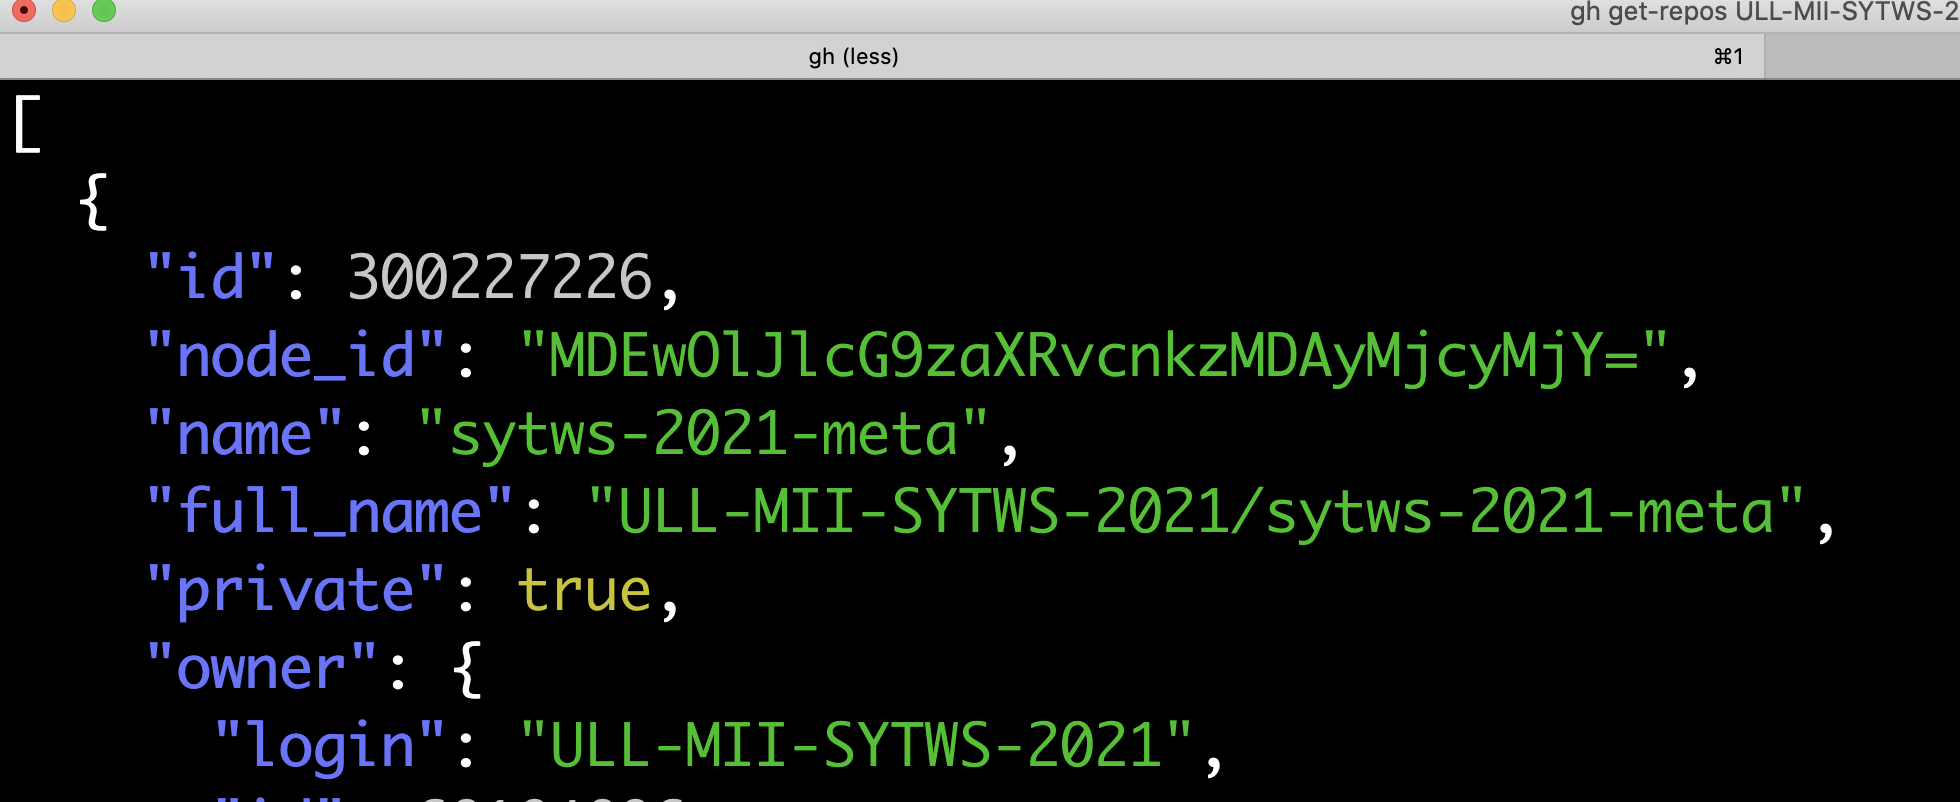 gh get-repos ULL-MII-SYTWS-2
gh (less) ⌘1
[
{
"id": 300227226,
"node_id": "MDEwOlJlcG9zaXRvcnkzMDAyMjcyMjY=",
"name": "sytws-2021-meta",
"full_name": "ULL-MII-SYTWS-2021/sytws-2021-meta",
"private": true,
"owner": {
"login": "ULL-MII-SYTWS-2021",
"id":